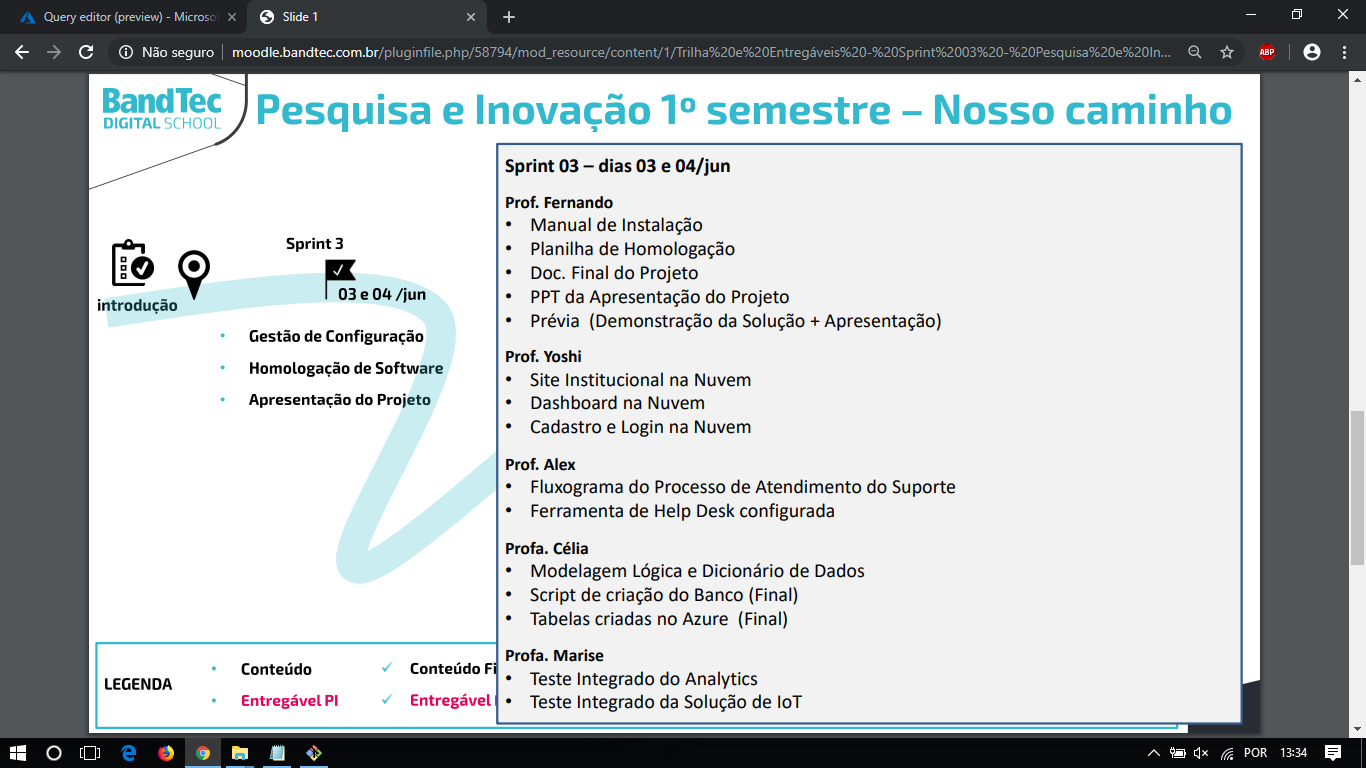 Query editor (preview) - Microso
Slide 1
Não seguro
moodle.bandtec.com.br/pluginfile.php/58794/mod_resource/content/1/Trilha%20e%20Entregáveis%20-%20Sprint%2003%20-%20Pesquisa%20e%20In...
ABP
BandTec
DIGITAL SCHOOL
Pesquisa e Inovação 1º semestre – Nosso caminho
introdução
Sprint 3
03 e 04 /jun
• Gestão de Configuração
• Homologação de Software
• Apresentação do Projeto
Sprint 03 – dias 03 e 04/jun
Prof. Fernando
• Manual de Instalação
• Planilha de Homologação
• Doc. Final do Projeto
• PPT da Apresentação do Projeto
• Prévia (Demonstração da Solução + Apresentação)
Prof. Yoshi
• Site Institucional na Nuvem
• Dashboard na Nuvem
• Cadastro e Login na Nuvem
Prof. Alex
• Fluxograma do Processo de Atendimento do Suporte
• Ferramenta de Help Desk configurada
Profa. Célia
• Modelagem Lógica e Dicionário de Dados
• Script de criação do Banco (Final)
• Tabelas criadas no Azure (Final)
Profa. Marise
• Teste Integrado do Analytics
• Teste Integrado da Solução de IoT
LEGENDA
• Conteúdo
✓ Conteúdo Fi
• Entregável PI
✓ Entregável
POR
13:34